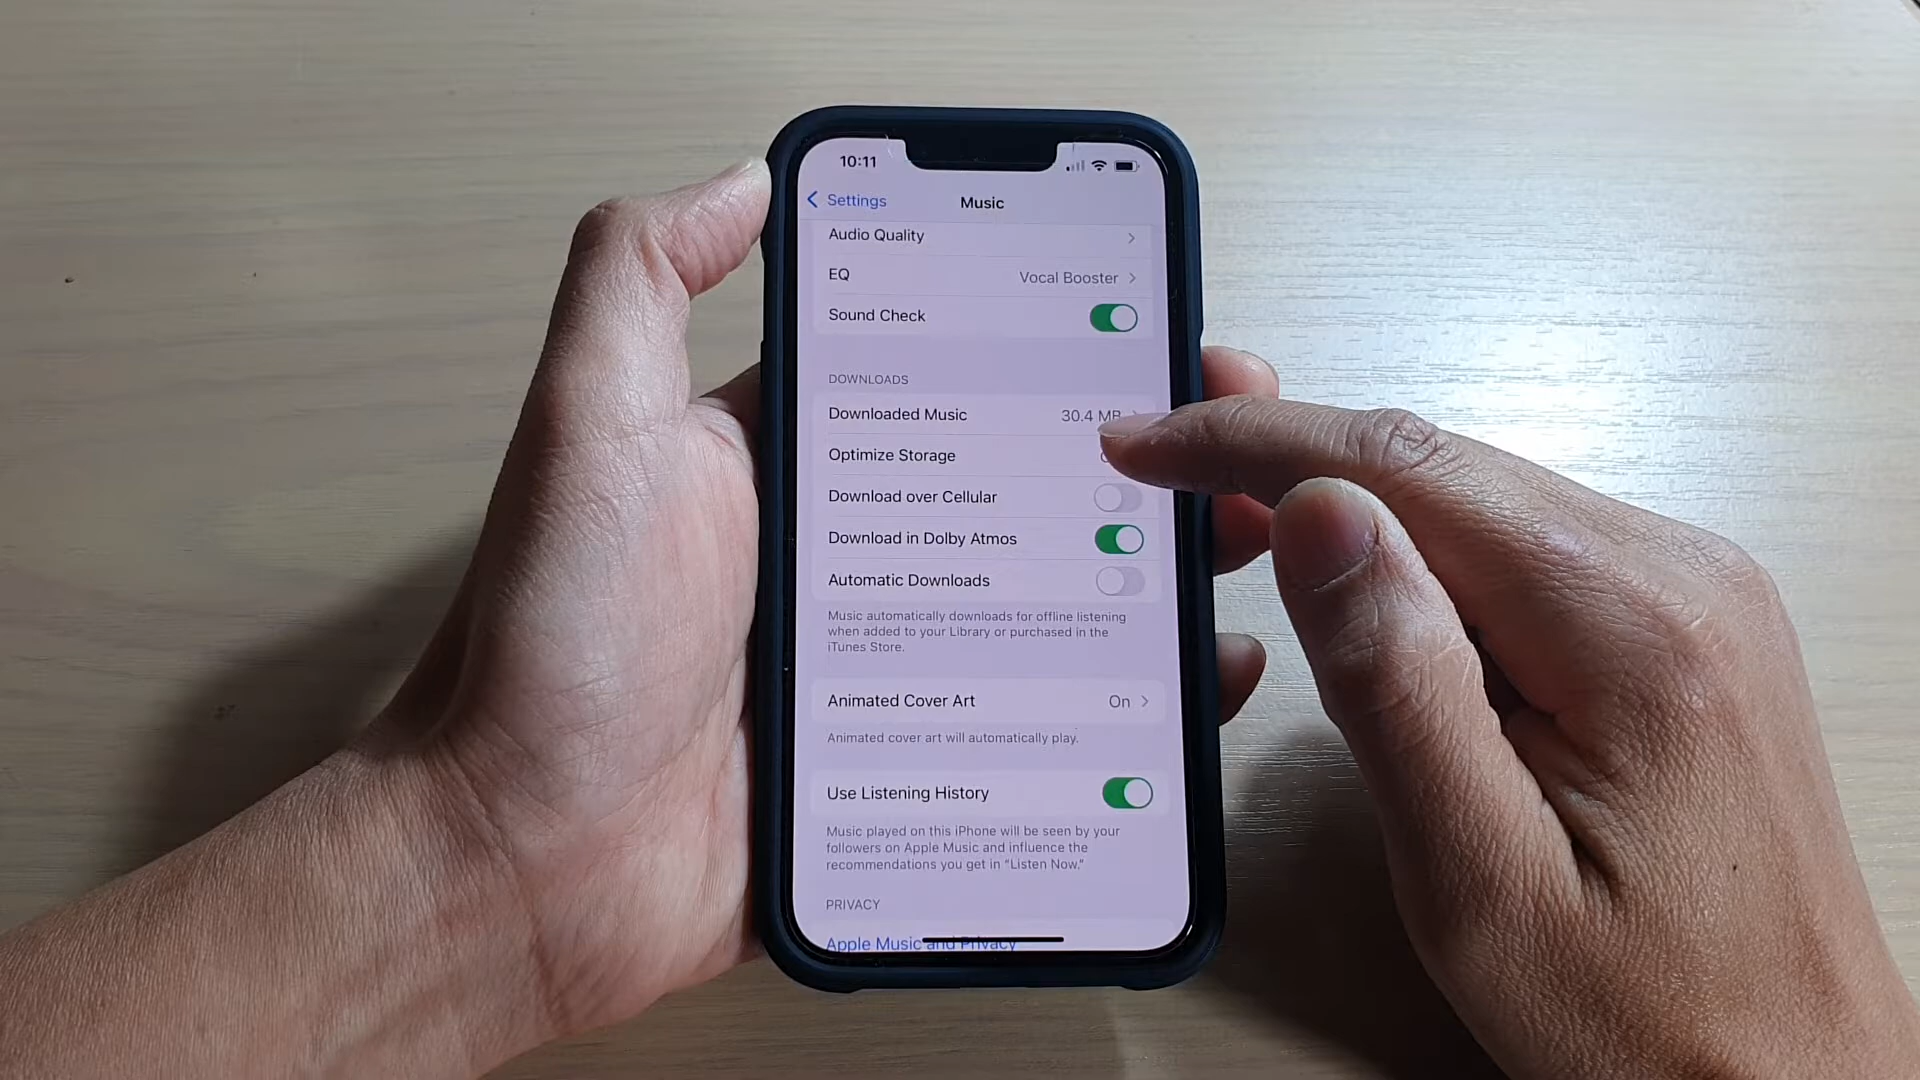 10:11
Settings
Music
Audio Quality
EQ
Vocal Booster
Sound Check
DOWNLOADS
Downloaded Music
30.4 MB
Optimize Storage
Download over Cellular
Download in Dolby Atmos
Automatic Downloads
Music automatically downloads for offline listening
when added to your Library or purchased in the
iTunes Store.
Animated Cover Art
On
Animated cover art will automatically play.
Use Listening History
Music played on this iPhone will be seen by your
followers on Apple Music and influence the
recommendations you get in “Listen Now.”
PRIVACY
Apple Music and Privacy